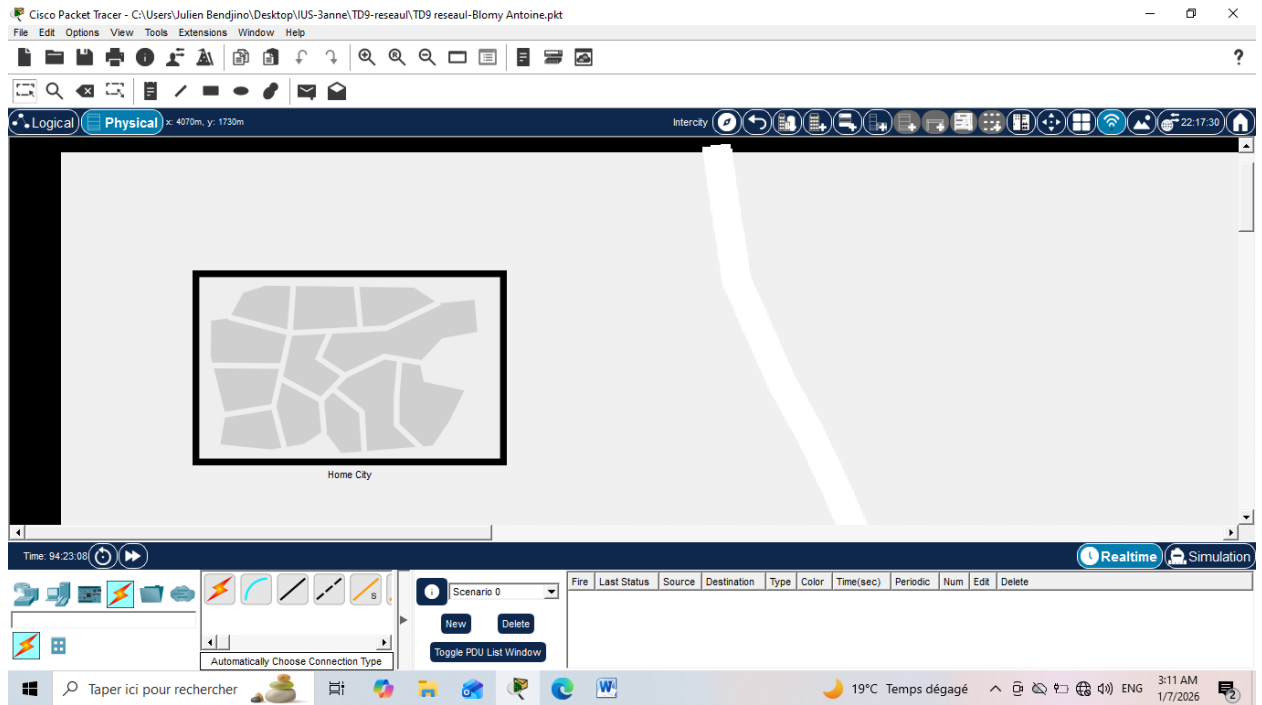 Cisco Packet Tracer - C:\Users\Julien Bendjino\Desktop\IUS-3anne\TD9-reseaul\TD9 reseaul-Blomy Antoine.pkt
File Edit Options View Tools Extensions Window Help
?
Logical Physical x: 4070m, y: 1730m Intercity 22:17:30
Home City
Time: 94:23:08 Realtime Simulation
Fire Last Status Source Destination Type Color Time(sec) Periodic Num Edit Delete
s
Scenario 0
New Delete
Toggle PDU List Window
Automatically Choose Connection Type
Taper ici pour rechercher 19°C Temps dégagé ENG 3:11 AM
1/7/2026
2